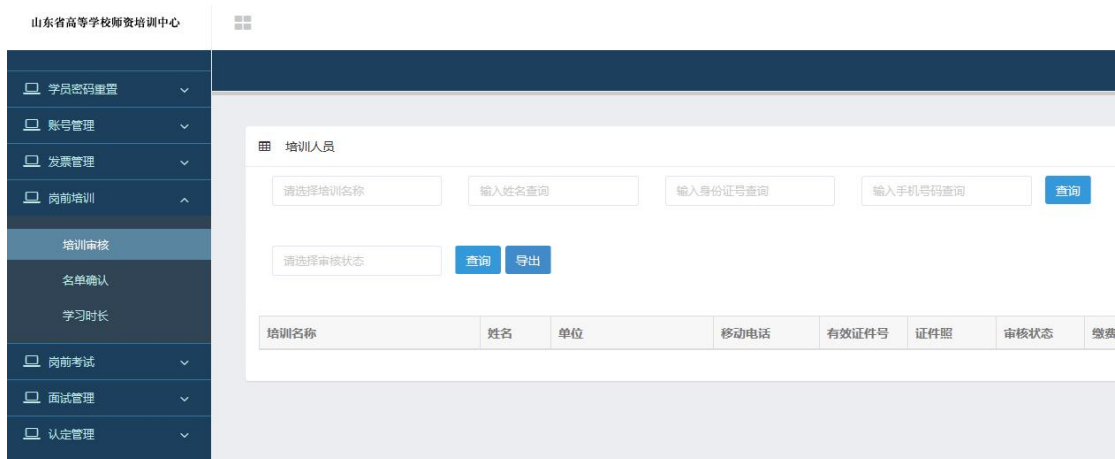 山东省高等学校师资培训中心
学员密码重置
账号管理
发票管理
岗前培训
培训审核
名单确认
学习时长
岗前考试
面试管理
认定管理
培训人员
请选择培训名称 输入姓名查询 输入身份证号查询 输入手机号码查询 查询
请选择审核状态 查询 导出
培训名称 姓名 单位 移动电话 有效证件号 证件照 审核状态 缴费